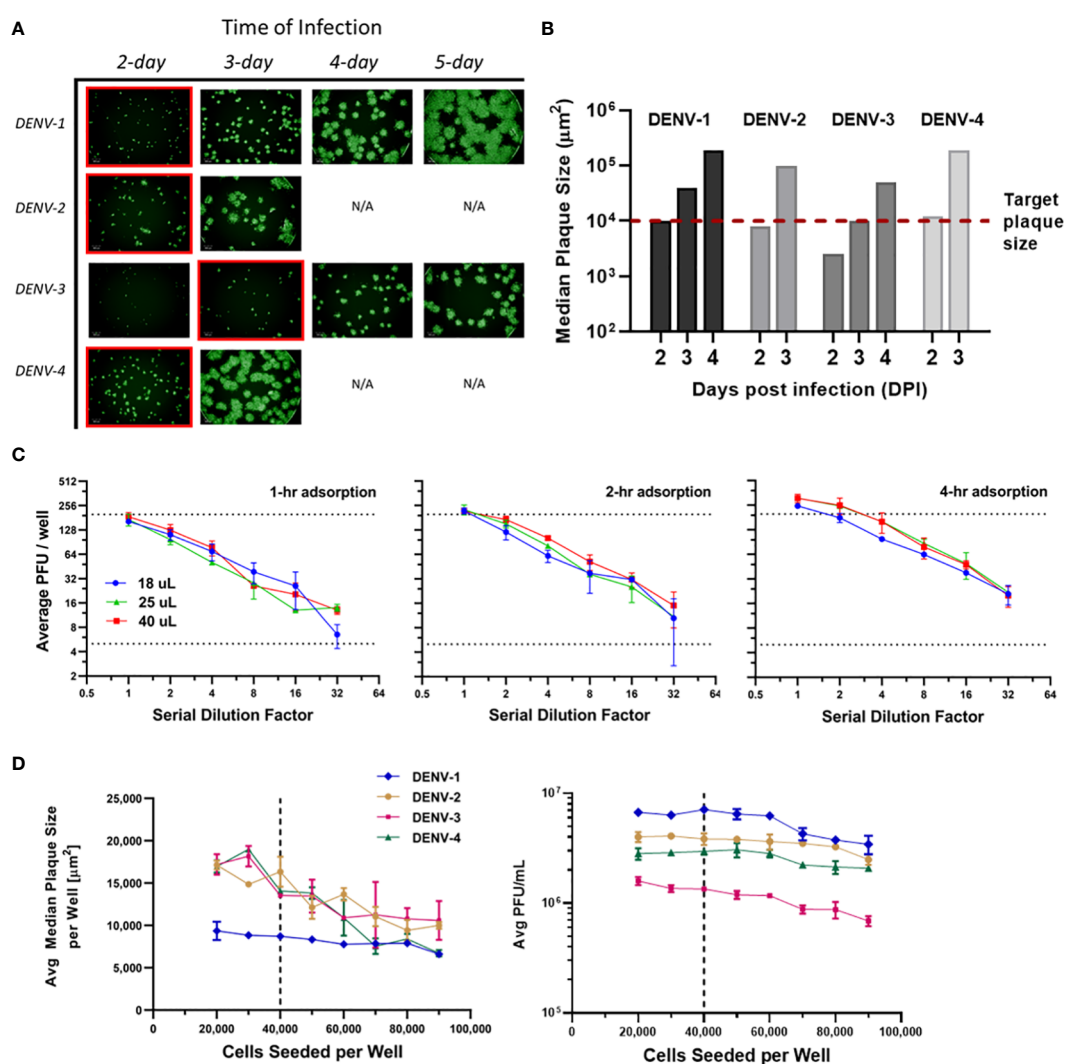 A
Time of Infection
2-day 3-day 4-day 5-day
DENV-1
DENV-2
N/A N/A
DENV-3
DENV-4
N/A N/A
B
Median Plaque Size (μm²)
10⁶
10⁵
10⁴
10³
10²
DENV-1 DENV-2 DENV-3 DENV-4
Target
plaque
size
2 3 4 2 3 2 3 4 2 3
Days post infection (DPI)
C
Average PFU / well
512
256
128
64
32
16
8
4
2
1-hr adsorption
18 uL
25 uL
40 uL
0.5 1 2 4 8 16 32 64
Serial Dilution Factor
2-hr adsorption
0.5 1 2 4 8 16 32 64
Serial Dilution Factor
4-hr adsorption
0.5 1 2 4 8 16 32 64
Serial Dilution Factor
D
Avg Median Plaque Size
per Well [μm²]
25,000
20,000
15,000
10,000
5,000
0
DENV-1
DENV-2
DENV-3
DENV-4
0 20,000 40,000 60,000 80,000 100,000
Cells Seeded per Well
Avg PFU/mL
10⁷
10⁶
10⁵
0 20,000 40,000 60,000 80,000 100,000
Cells Seeded per Well